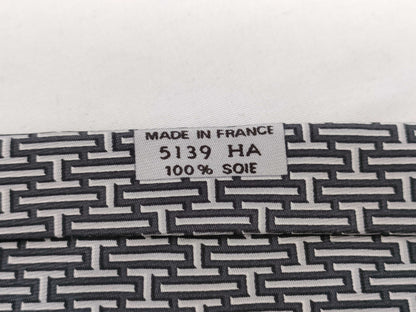 MADE IN FRANCE
5139 HA
100% SOIE